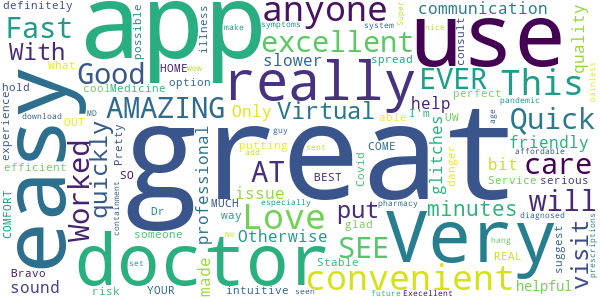 definitely
app
anyone
communication
use
Fast
possible
illness
excellent
With
What
HOME
wow
Good
slower
spread
consult
Super
nice
quality
make
symptoms
system
really
EVER
This
hold
cool
Medicine
option
experience
easy
download
OUT
MD
AMAZING
Only
Virtual
help
perfect
pandemic
painless
I'm
able
UW
Quick
great
guy
putting
add
sent
COME
age
friendly
glitches
Worked
quickly
Pretty
professional
SO
AT
BEST
Covid
pharmacy
danger
bit
care
efficient
containment
issue
Service
serious
affordable
COMFORT
Dr
MUCH
especially
Love
put
minutes
will
diagnosed
prescriptions
someone
way
glad
Very
doctor
NO
Otherwise
SEE
hang
suggest
visit
Bravo
set
made
Stable
REAL
convenient
sound
risk
YOUR
intuitive
seen
future
Execellent
helpful